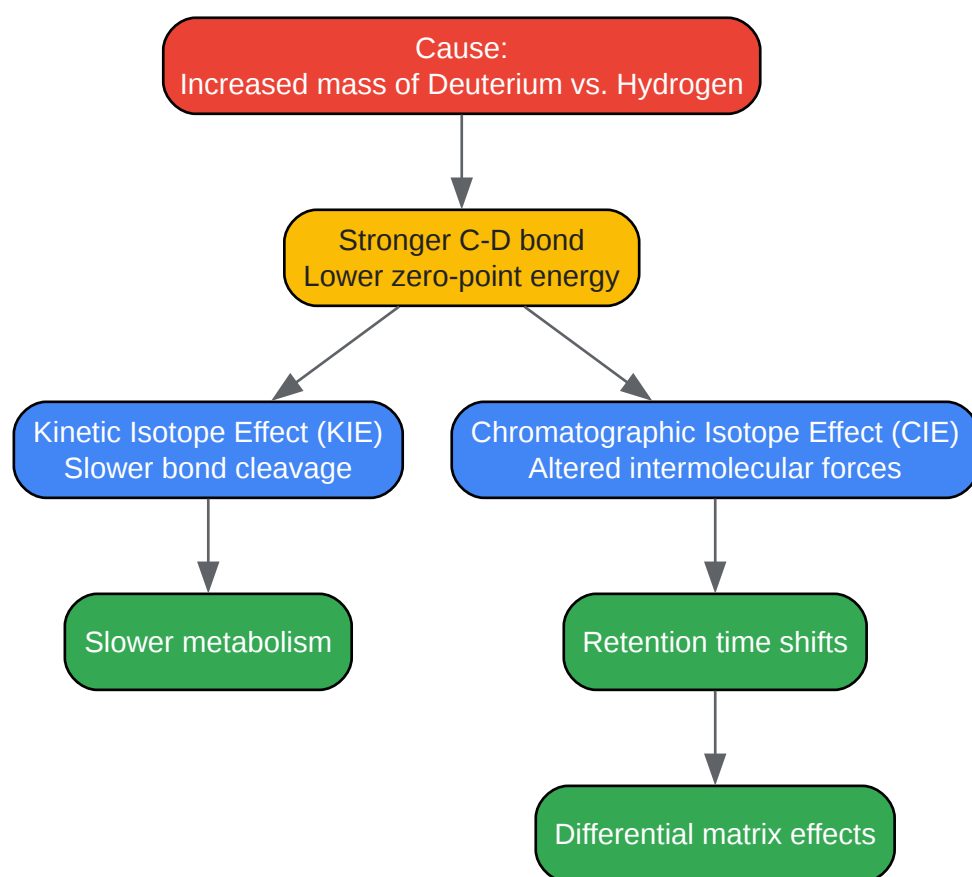 Cause:
Increased mass of Deuterium vs. Hydrogen
Stronger C-D bond
Lower zero-point energy
Kinetic Isotope Effect (KIE)
Slower bond cleavage
Chromatographic Isotope Effect (CIE)
Altered intermolecular forces
Slower metabolism
Retention time shifts
Differential matrix effects